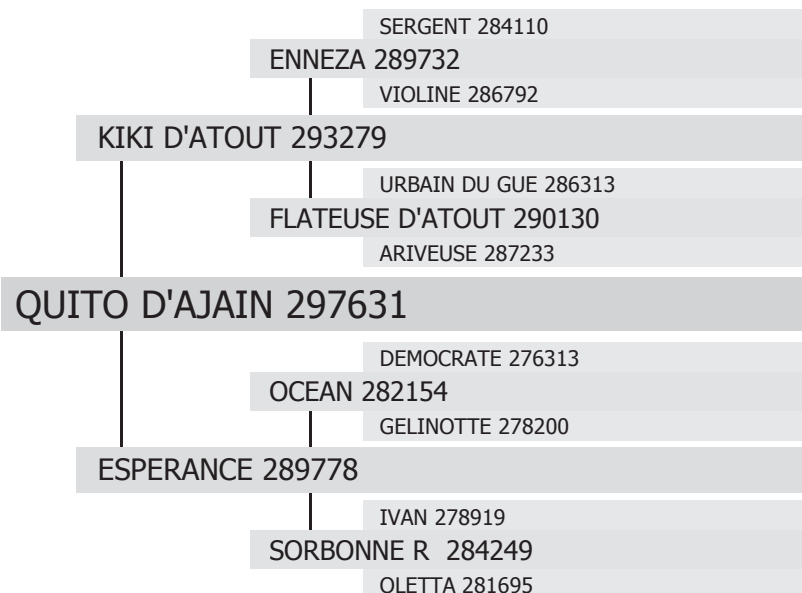 SERGENT 284110
ENNEZA 289732
VIOLINE 286792
KIKI D'ATOUT 293279
URBAIN DU GUE 286313
FLATEUSE D'ATOUT 290130
ARIVEUSE 287233
QUITO D'AJAIN 297631
DEMOCRATE 276313
OCEAN 282154
GELINOTTE 278200
ESPERANCE 289778
IVAN 278919
SORBONNE R 284249
OLETTA 281695